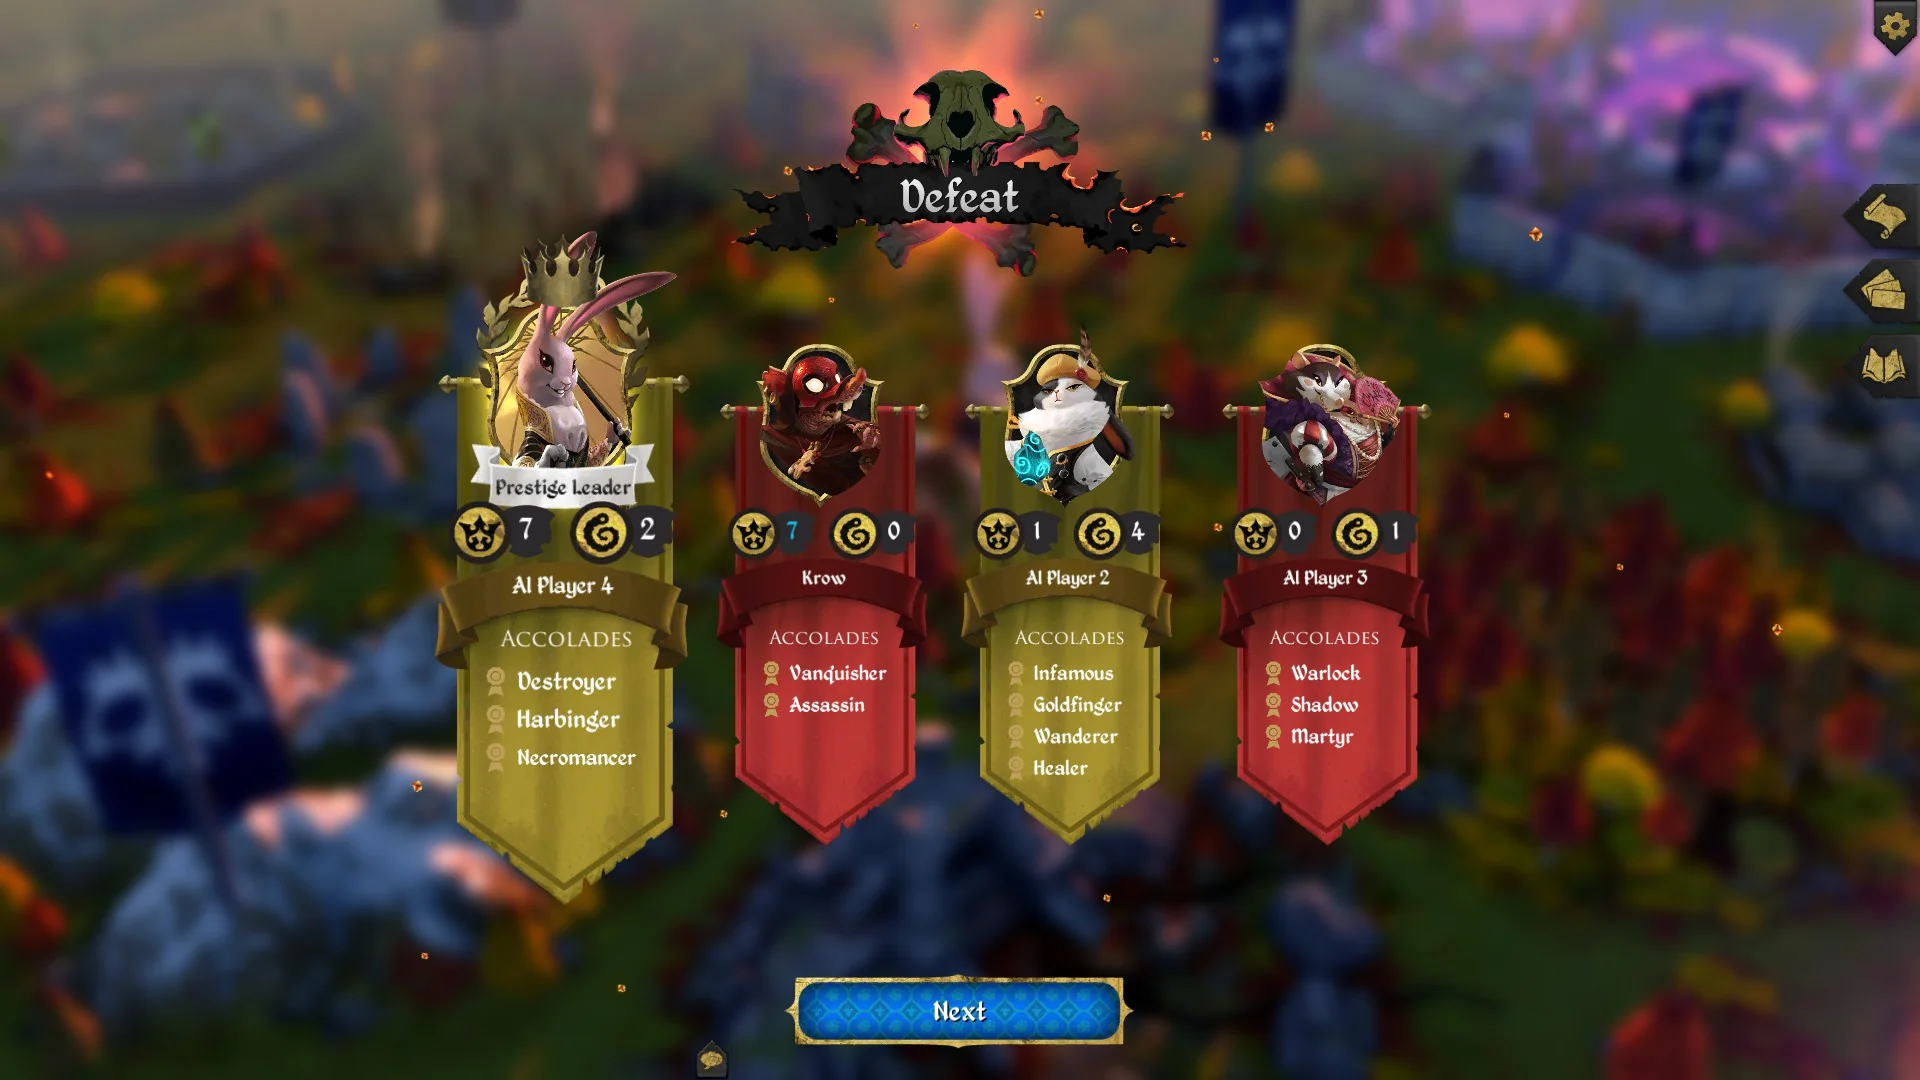 Defeat
Prestige Leader
7 2
AI Player 4
ACCOLADES
Destroyer
Harbinger
Necromancer
7 0
Krow
ACCOLADES
Vanquisher
Assassin
1 4
AI Player 2
ACCOLADES
Infamous
Goldfinger
Wanderer
Healer
0 1
AI Player 3
ACCOLADES
Warlock
Shadow
Martyr
Next